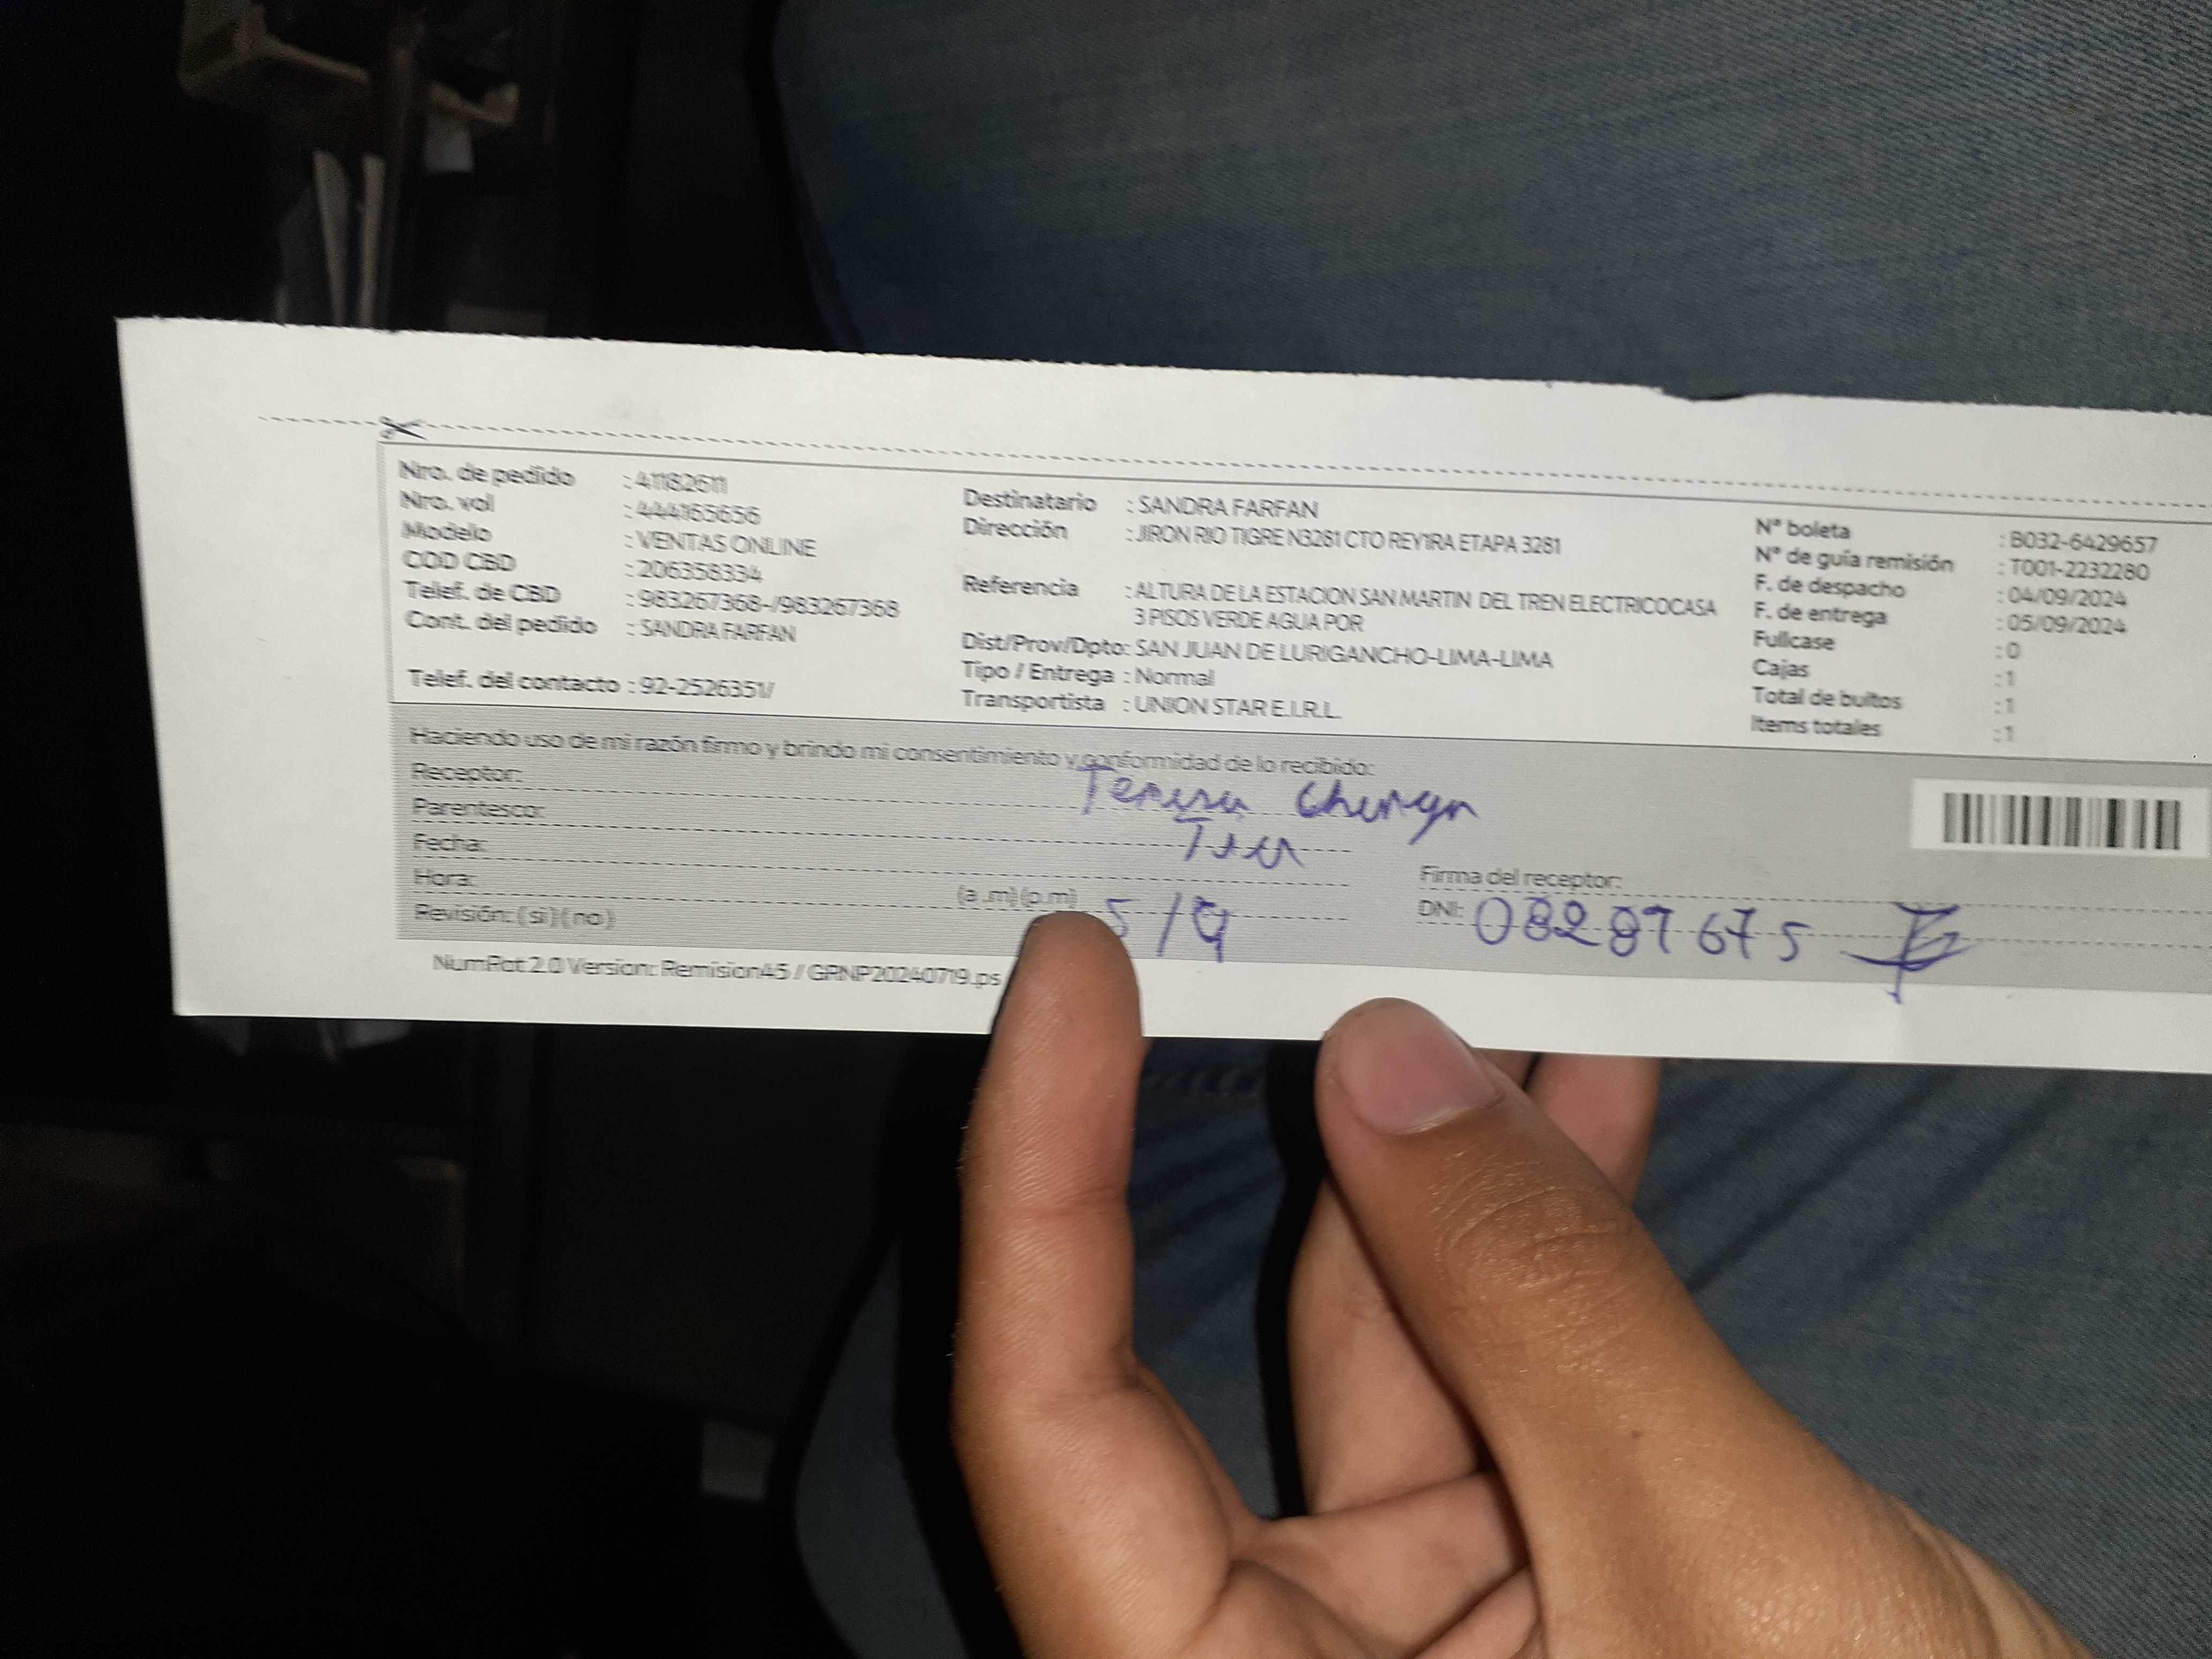 Nro. de pedido : 41182611
Nro. vol : 444165656
Modelo : VENTAS ONLINE
COD CBD : 206358334
Telef. de CBD : 983267368-/983267368
Cont. del pedido : SANDRA FARFAN
Telef. del contacto : 92-2526351/
Destinatario : SANDRA FARFAN
Dirección : JIRON RIO TIGRE N3281 CTO REV1RA ETAPA 3281
Referencia : ALTURA DE LA ESTACION SAN MARTIN DEL TREN ELECTRICOCASA
3 PISOS VERDE AGUA POR
Dist/Prov/Dpto: SAN JUAN DE LURIGANCHO-LIMA-LIMA
Tipo / Entrega : Normal
Transportista : UNION STAR E.I.R.L.
N° boleta : B032-6429657
N° de guía remisión : T001-2232280
F. de despacho : 04/09/2024
F. de entrega : 05/09/2024
Fullcase : 0
Cajas : 1
Total de bultos : 1
Items totales : 1
Haciendo uso de mi razón firmo y brindo mi consentimiento y conformidad de lo recibido:
Receptor: Teresa
Parentesco:
Fecha:
Hora: (a .m) (p.m)
Revisión: ( si ) ( no )
5/9
Firma del receptor:
DNI: 08287675
NumRot 2.0 Version: Remision45 // GRNP20240719.ps